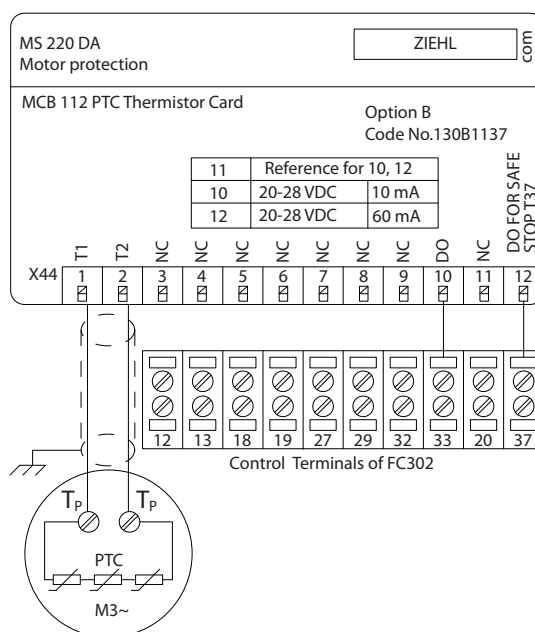 MS 220 DA
Motor protection
ZIEHL
com
MCB 112 PTC Thermistor Card
Option B
Code No.130B1137
11 Reference for 10, 12
10 20-28 VDC 10 mA
12 20-28 VDC 60 mA
T1 T2 NC NC NC NC NC NC NC DO NC DO FOR SAFE STOP T37
X44 1 2 3 4 5 6 7 8 9 10 11 12
12 13 18 19 27 29 32 33 20 37
Control Terminals of FC302
TP TP
PTC
M3~